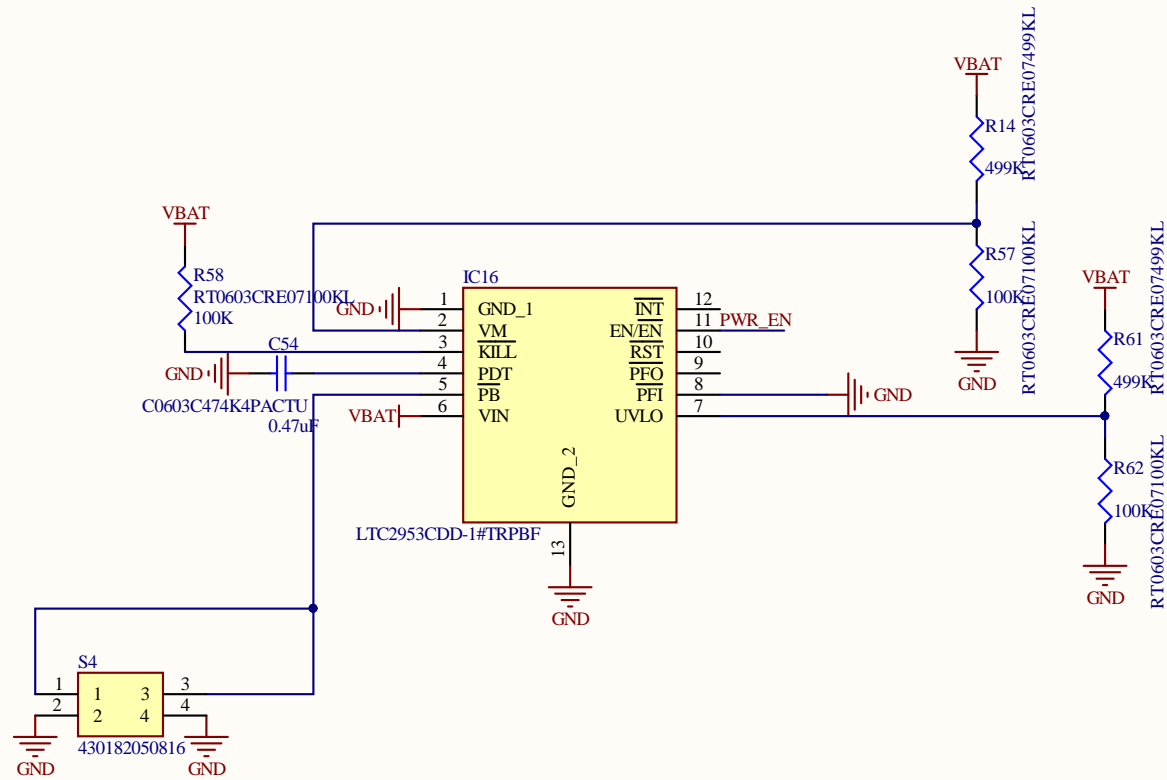 VBAT
R14
499K
RT0603CRE07499KL
VBAT
R58
RT0603CRE07100KL
100K
R57
100K
RT0603CRE07100KL
GND
VBAT
R61
499K
RT0603CRE07499KL
R62
100K
RT0603CRE07100KL
GND
IC16
GND 1 GND_1 INT 12
2 VM EN/EN 11 PWR_EN
3 KILL RST 10
C54
GND 4 PDT PFO 9
C0603C474K4PACTU
0.47uF
5 PB PFI 8 GND
VBAT 6 VIN UVLO 7
GND_2
LTC2953CDD-1#TRPBF
13
GND
S4
1 1 3 3
2 2 4 4
430182050816
GND GND